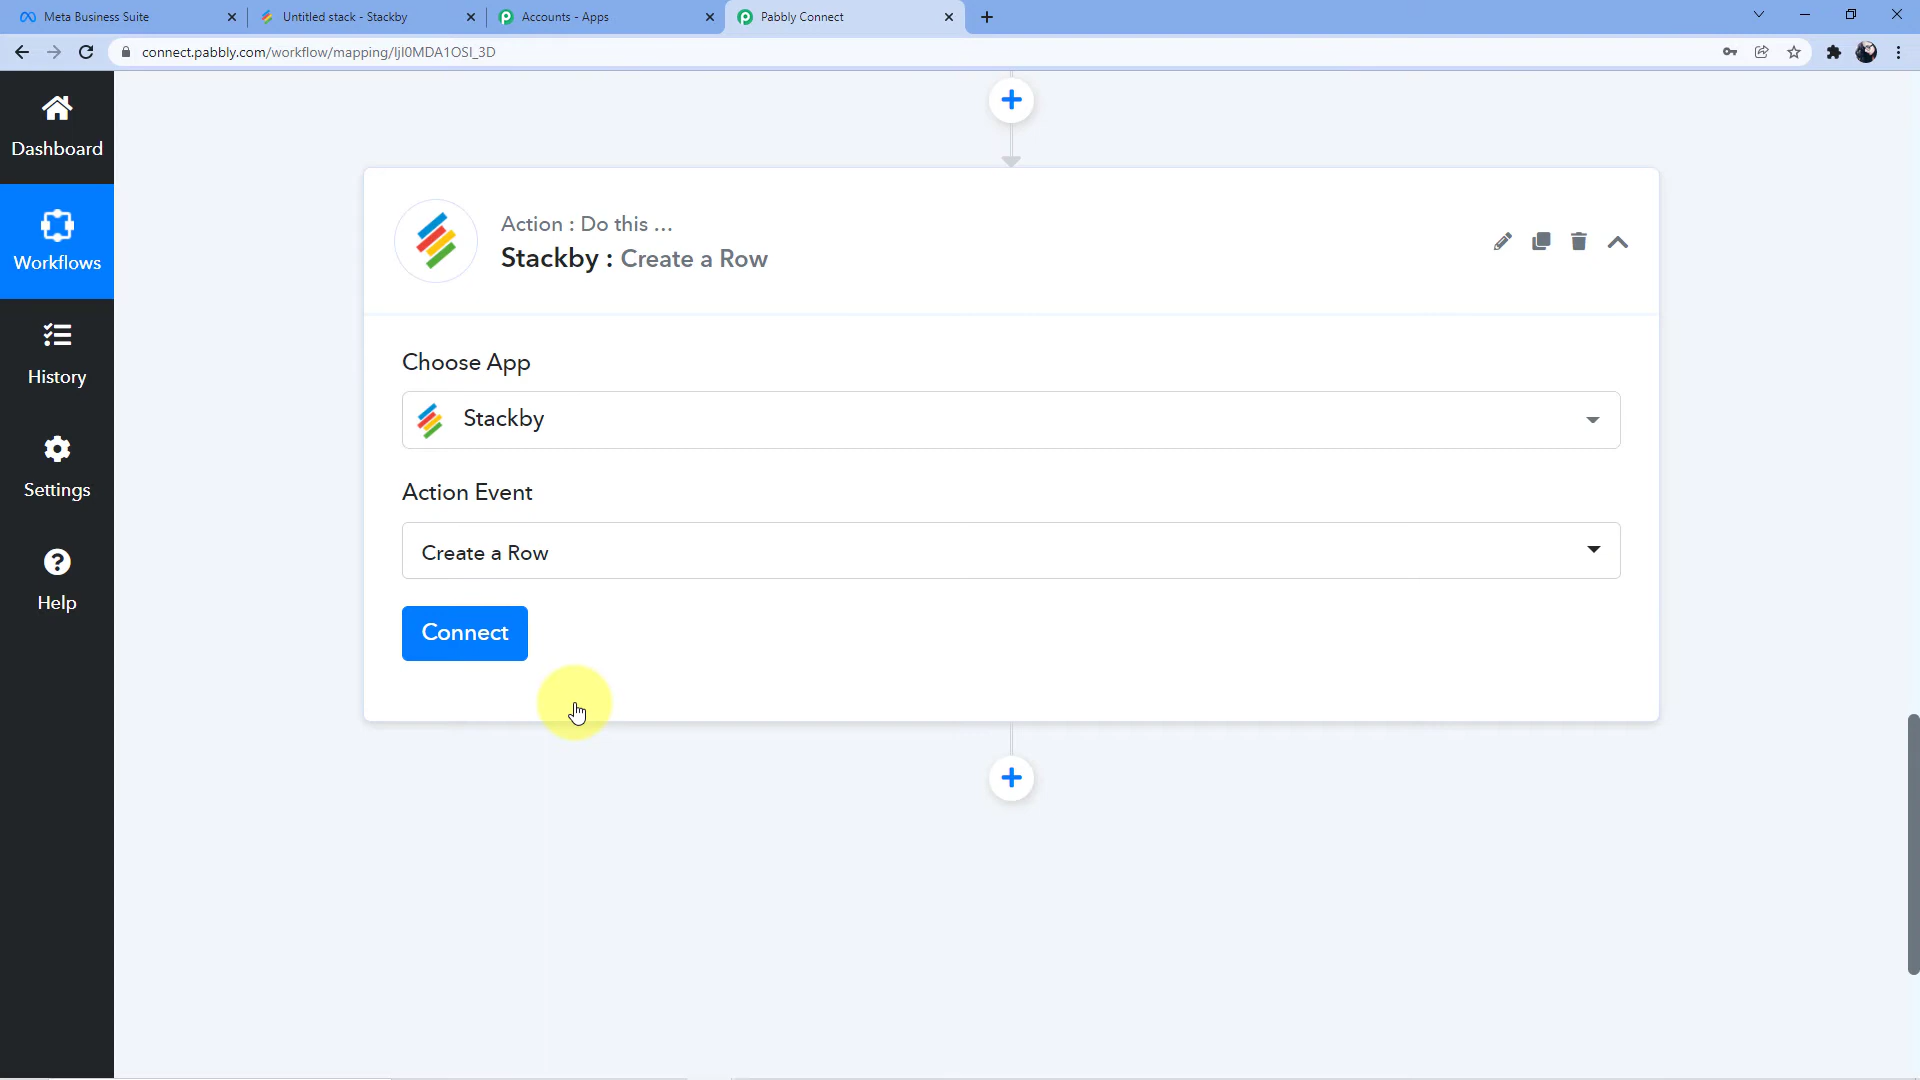 Meta Business Suite
Untitled stack - Stackby
Accounts - Apps
Pabbly Connect
connect.pabbly.com/workflow/mapping/IjI0MDA1OSI_3D
Dashboard
Workflows
History
Settings
Help
Action : Do this ...
Stackby : Create a Row
Choose App
Stackby
Action Event
Create a Row
Connect